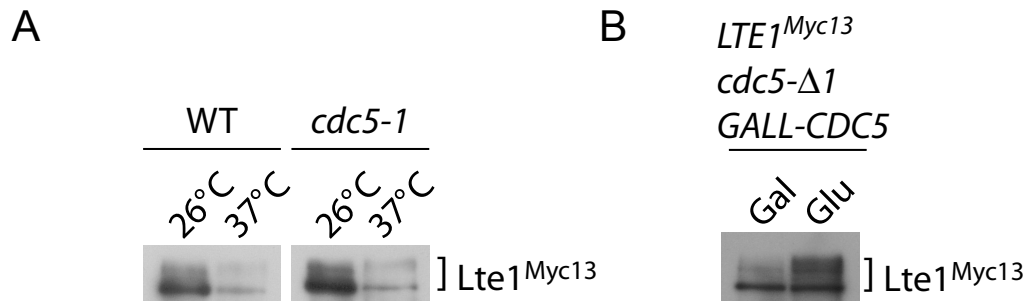 A
WT
cdc5-1
26°C
37°C
26°C
37°C
Lte1Myc13
B
LTE1Myc13
cdc5-Δ1
GALL-CDC5
Gal
Glu
Lte1Myc13